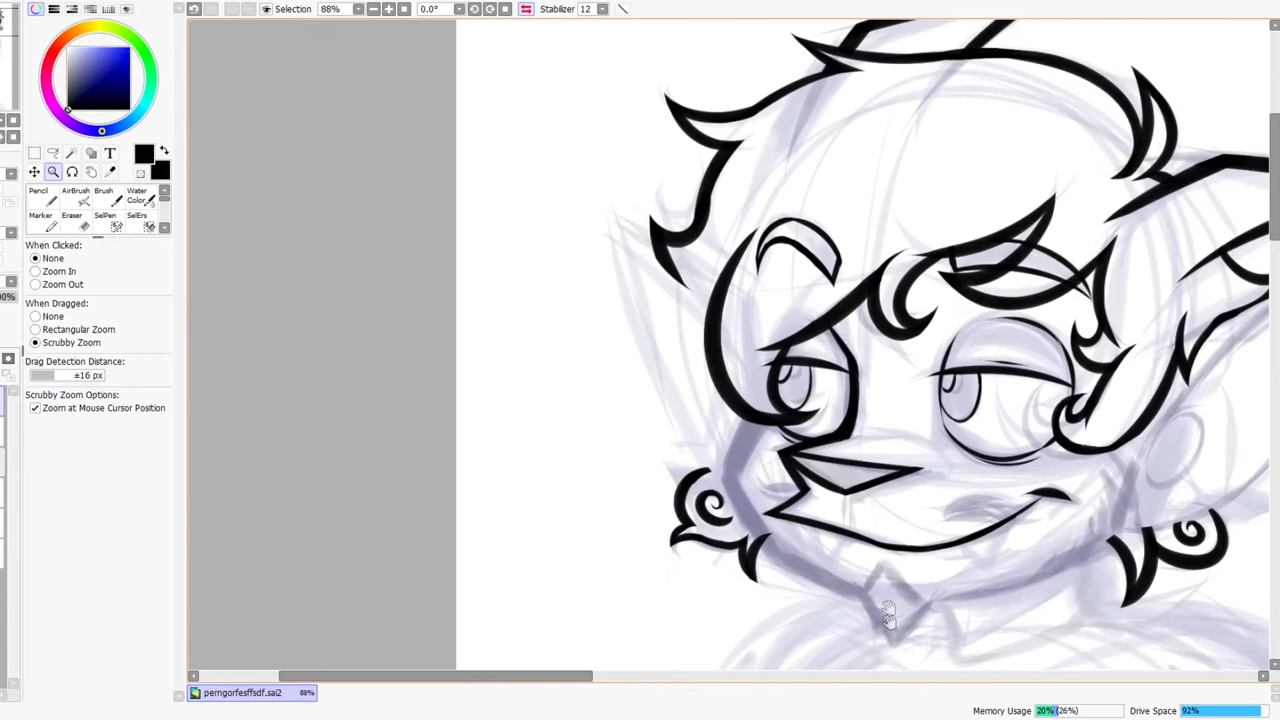 Selection 88% 0.0° Stabilizer 12
T
Pencil AirBrush Brush Water Color
Marker Eraser SelPen SelErs
When Clicked:
None
Zoom In
Zoom Out
When Dragged:
None
Rectangular Zoom
Scrubby Zoom
Drag Detection Distance:
±16 px
Scrubby Zoom Options:
Zoom at Mouse Cursor Position
perngorfesffsdf.sai2 88%
Memory Usage 20% (26%) Drive Space 92%